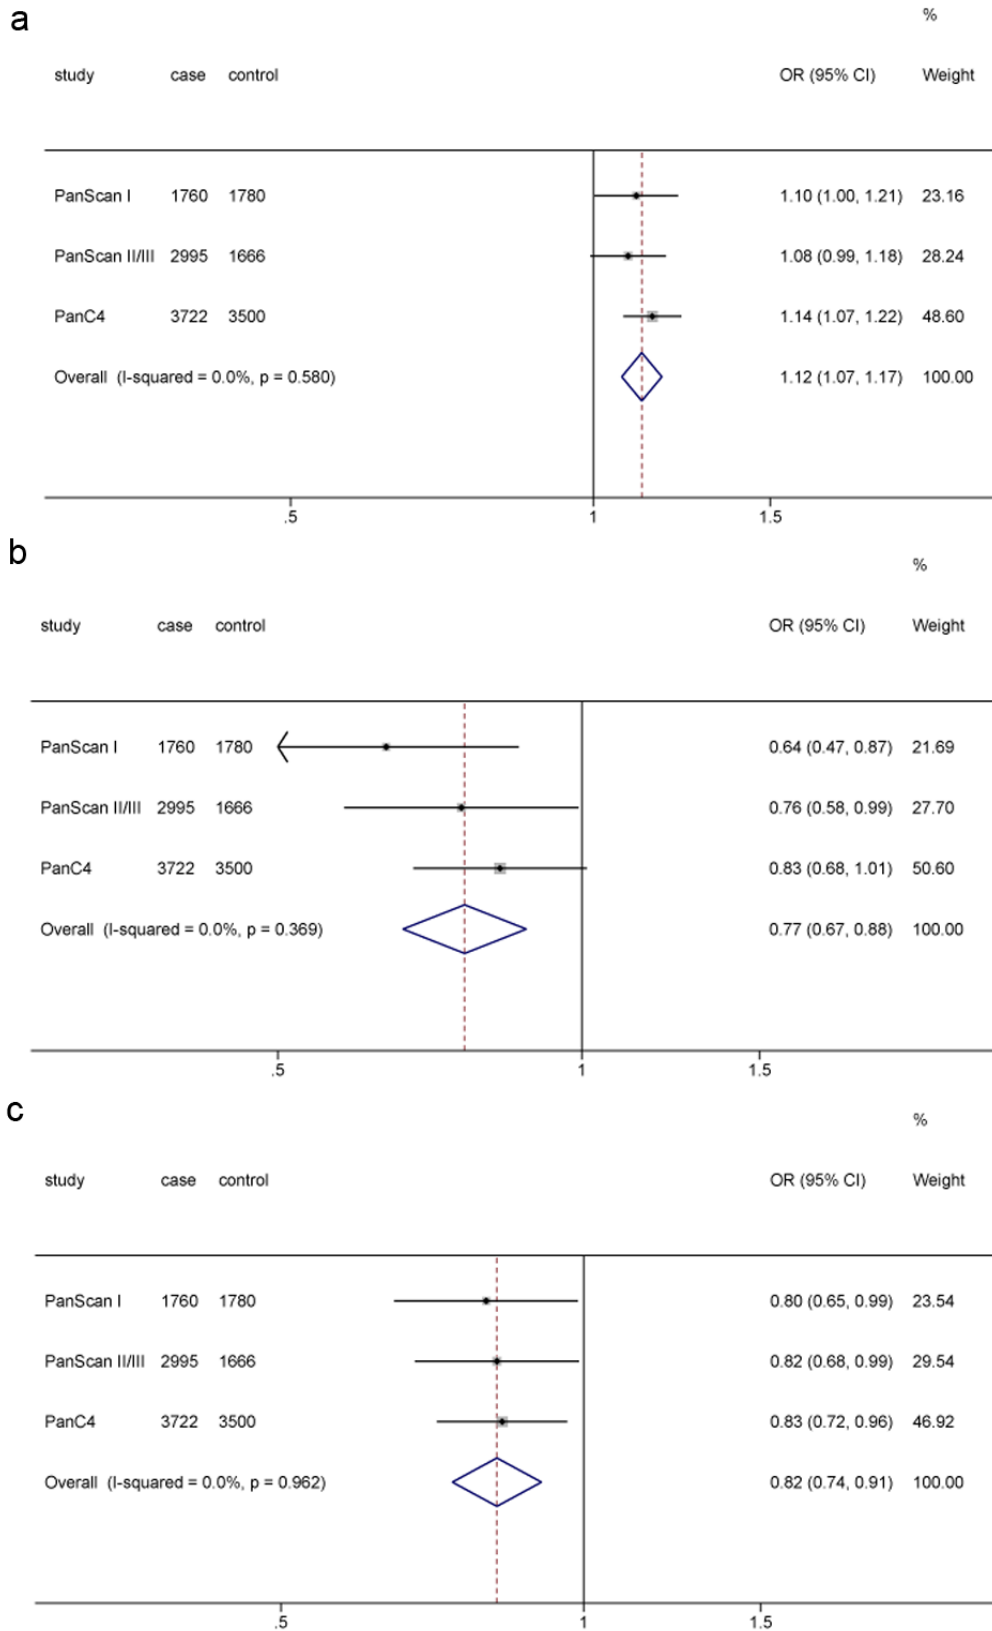 a
%
study case control OR (95% CI) Weight
PanScan I 1760 1780 1.10 (1.00, 1.21) 23.16
PanScan II/III 2995 1666 1.08 (0.99, 1.18) 28.24
PanC4 3722 3500 1.14 (1.07, 1.22) 48.60
Overall (I-squared = 0.0%, p = 0.580) 1.12 (1.07, 1.17) 100.00
.5 1 1.5
b
%
study case control OR (95% CI) Weight
PanScan I 1760 1780 0.64 (0.47, 0.87) 21.69
PanScan II/III 2995 1666 0.76 (0.58, 0.99) 27.70
PanC4 3722 3500 0.83 (0.68, 1.01) 50.60
Overall (I-squared = 0.0%, p = 0.369) 0.77 (0.67, 0.88) 100.00
.5 1 1.5
c
%
study case control OR (95% CI) Weight
PanScan I 1760 1780 0.80 (0.65, 0.99) 23.54
PanScan II/III 2995 1666 0.82 (0.68, 0.99) 29.54
PanC4 3722 3500 0.83 (0.72, 0.96) 46.92
Overall (I-squared = 0.0%, p = 0.962) 0.82 (0.74, 0.91) 100.00
.5 1 1.5